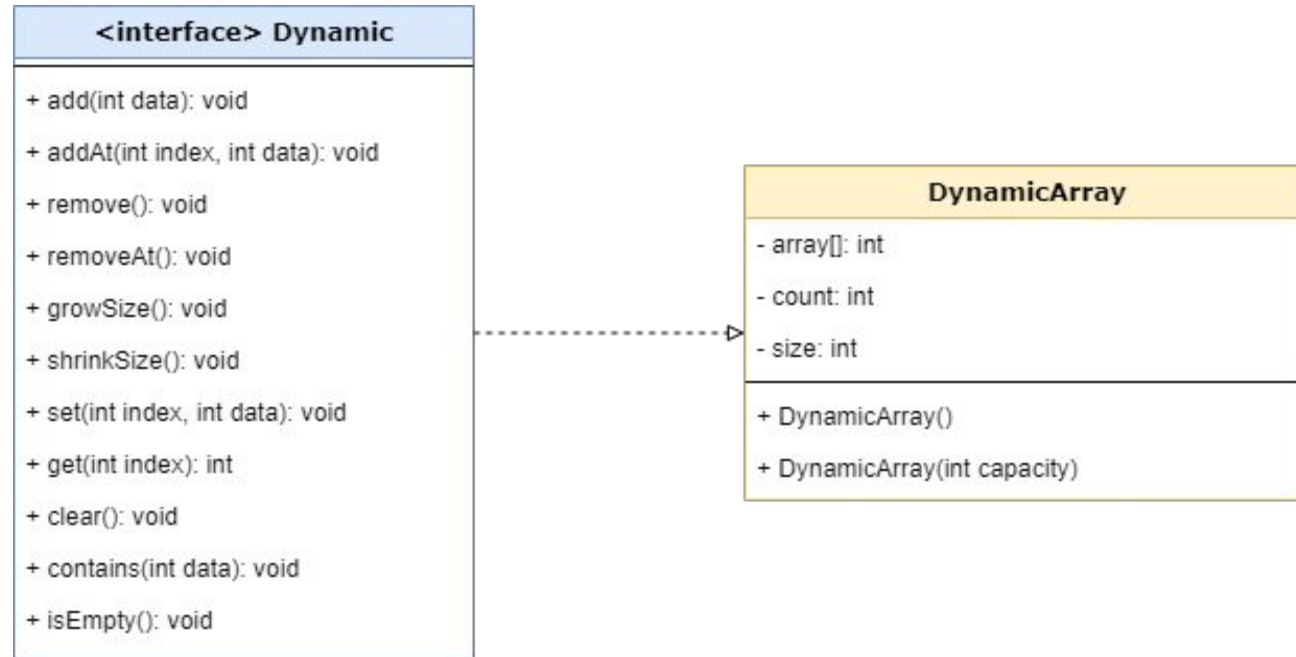 <interface> Dynamic
+ add(int data): void
+ addAt(int index, int data): void
+ remove(): void
+ removeAt(): void
+ growSize(): void
+ shrinkSize(): void
+ set(int index, int data): void
+ get(int index): int
+ clear(): void
+ contains(int data): void
+ isEmpty(): void
DynamicArray
- array[]: int
- count: int
- size: int
+ DynamicArray()
+ DynamicArray(int capacity)